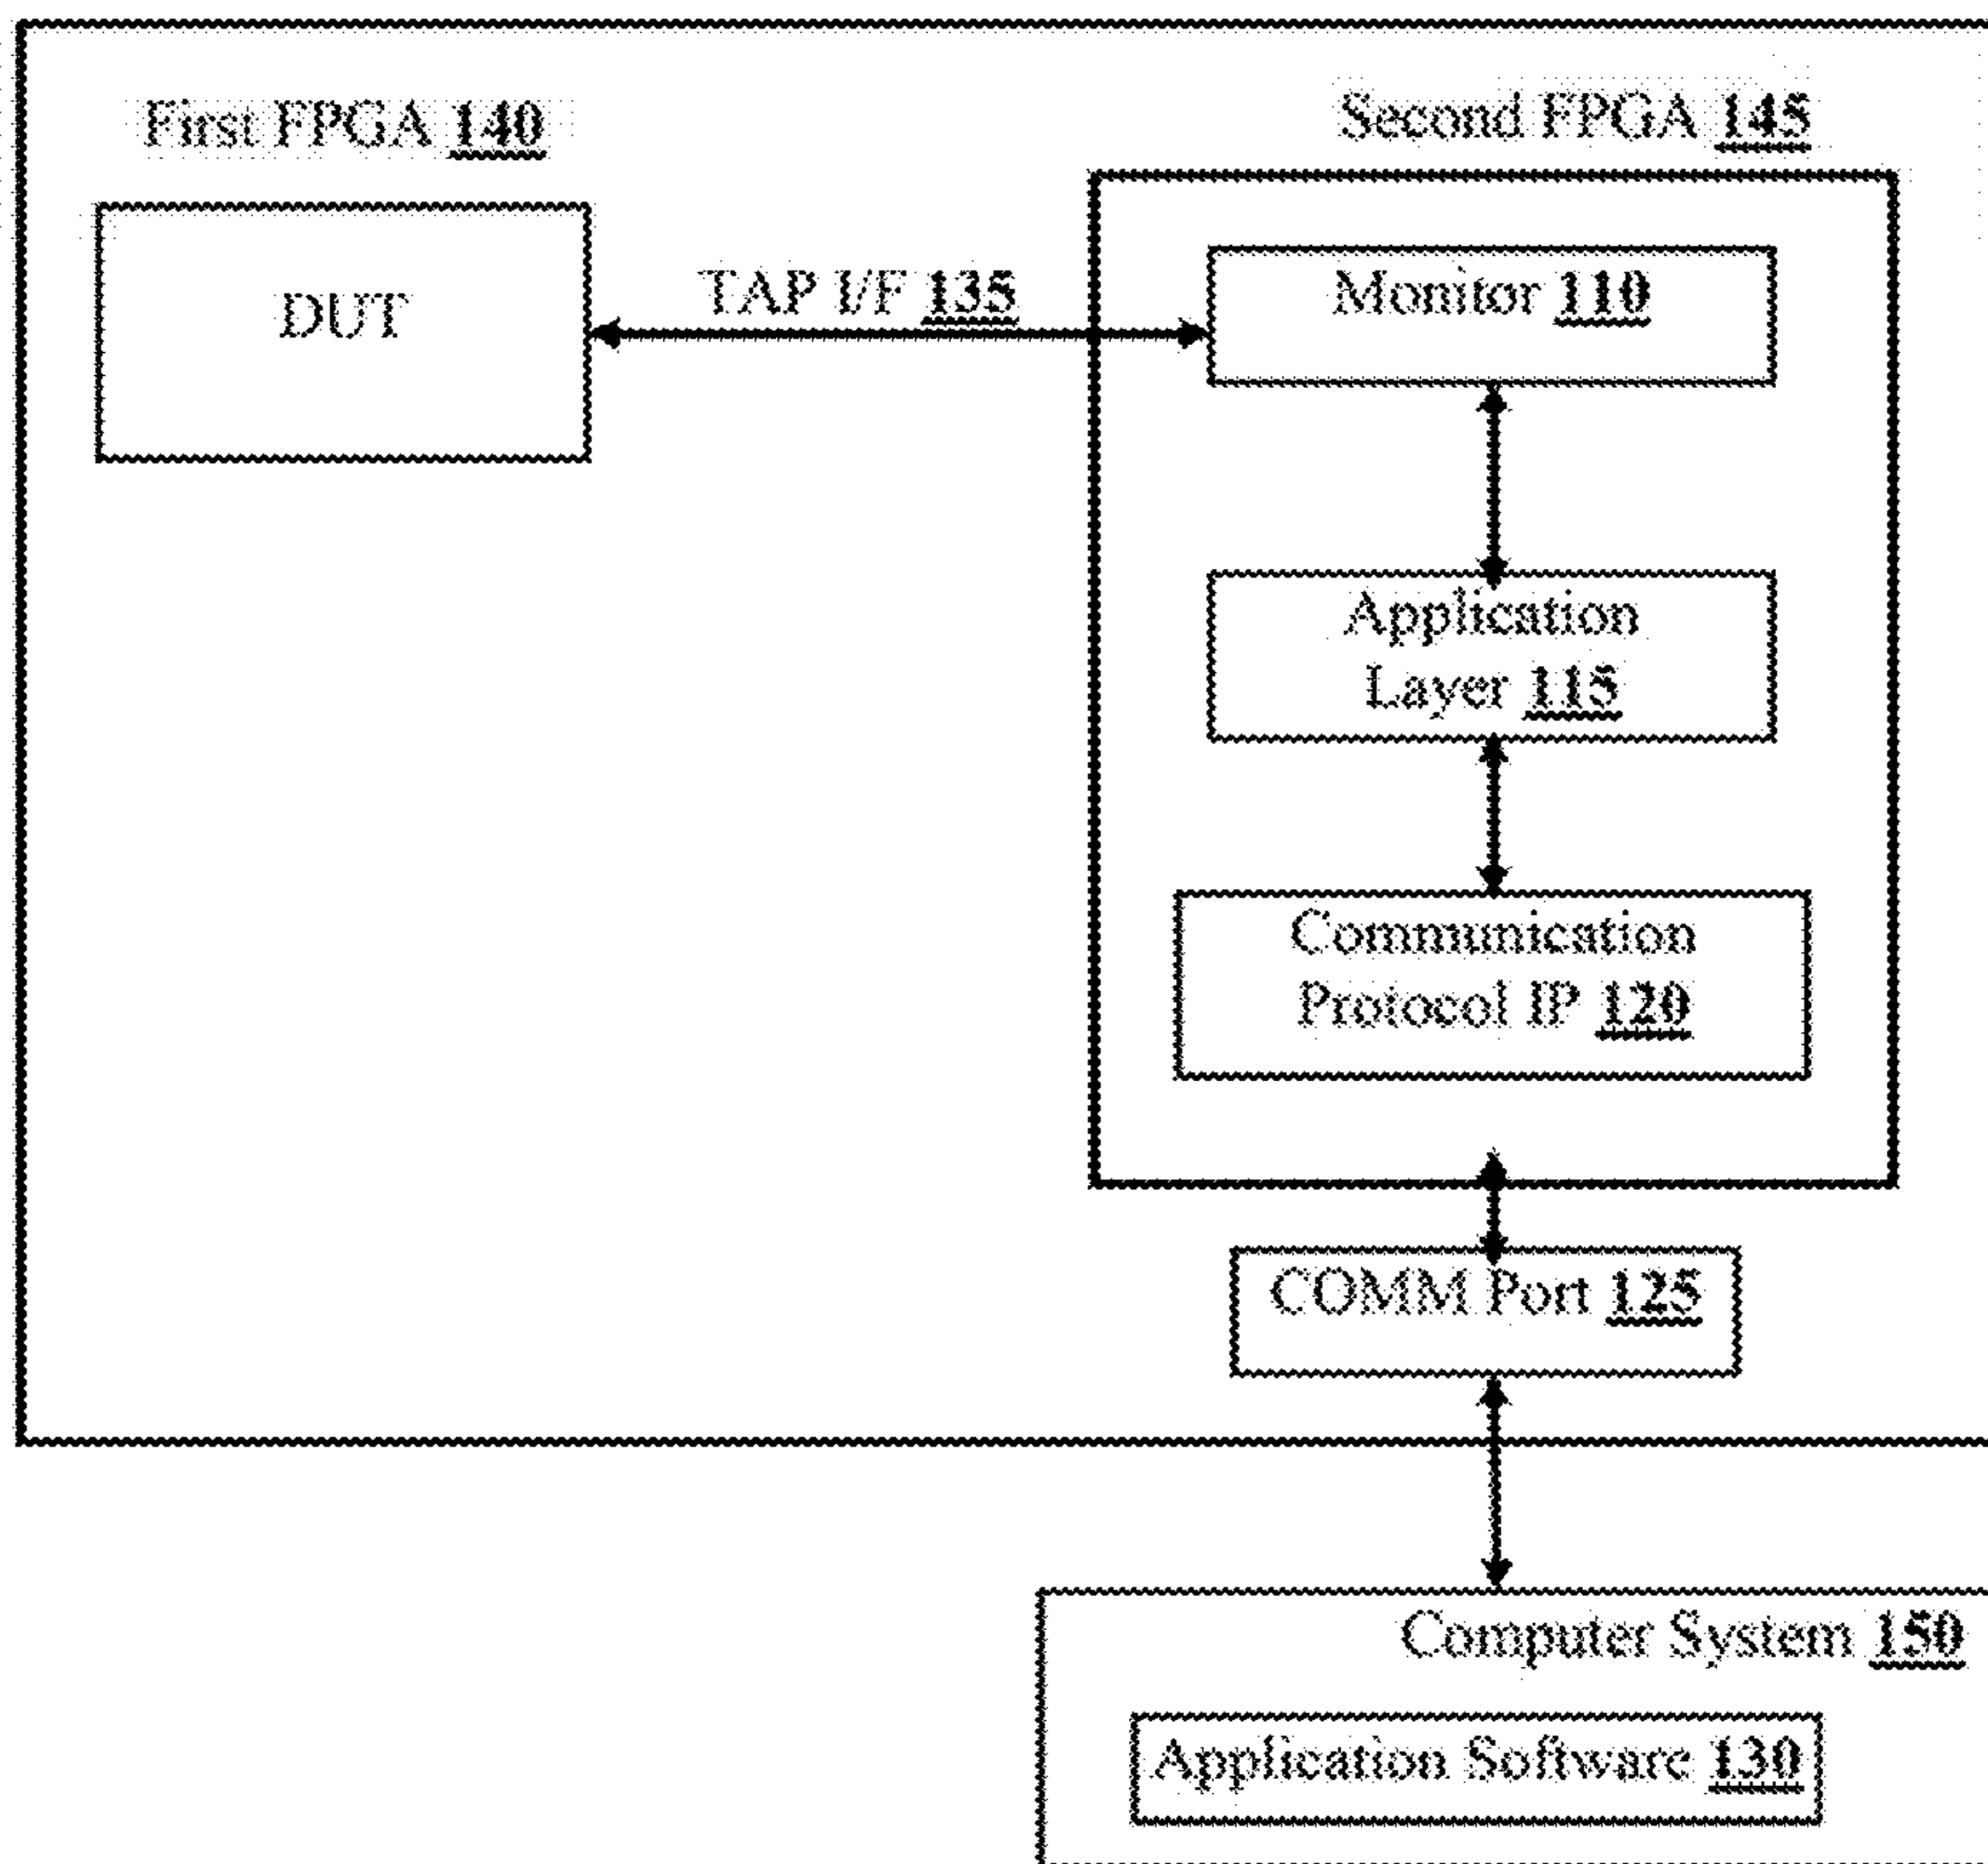 First FPGA 140
Second FPGA 145
DUT
TAP I/F 135
Monitor 110
Application
Layer 115
Communication
Protocol IP 120
COMM Port 125
Computer System 150
Application Software 130